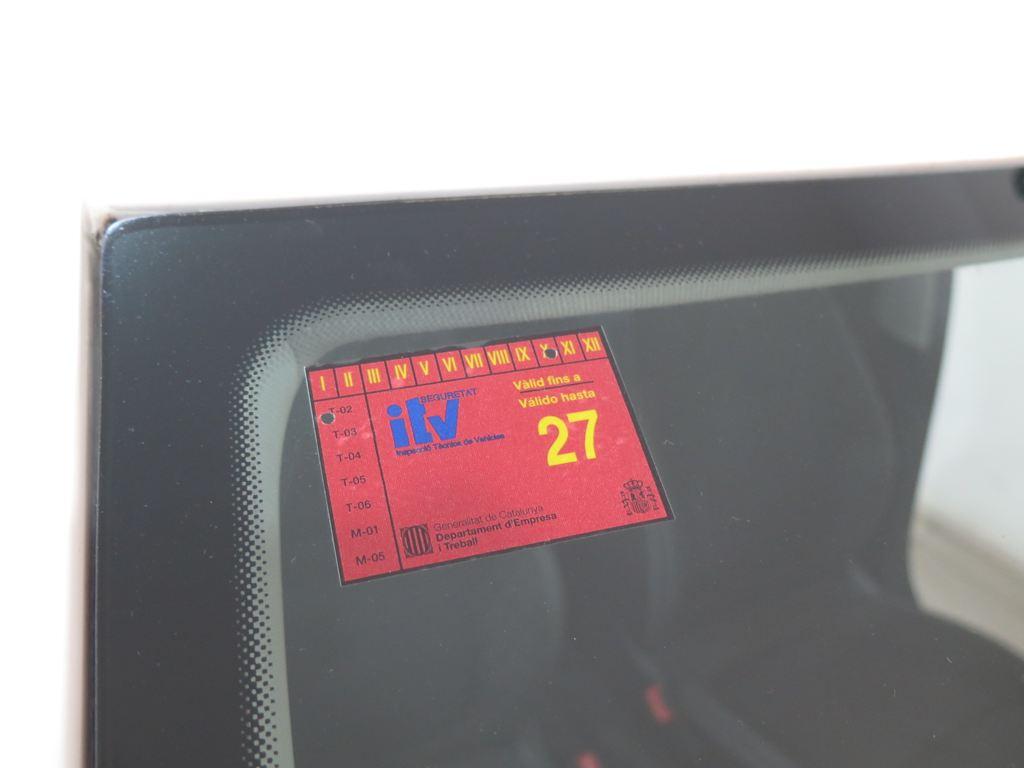 I II III IV V VI VII VIII IX X XI XII
T-02
T-03
T-04
T-05
T-06
M-01
M-05
SEGURETAT
itv
Inspecció Tècnica de Vehicles
Vàlid fins a
Válido hasta
27
Generalitat de Catalunya
Departament d'Empresa
i Treball